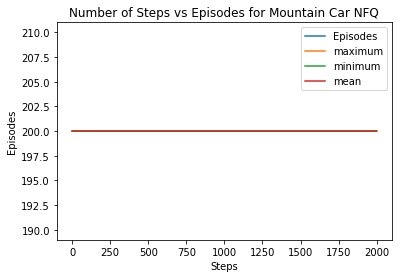 Number of Steps vs Episodes for Mountain Car NFQ
210.0
207.5
205.0
202.5
200.0
197.5
195.0
192.5
190.0
Episodes
Episodes
maximum
minimum
mean
0 250 500 750 1000 1250 1500 1750 2000
Steps